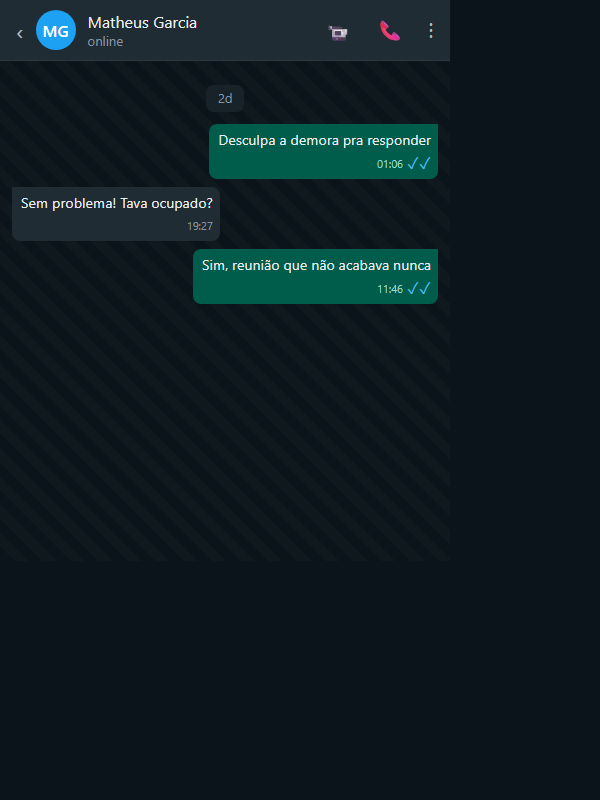 MG
Matheus Garcia
online
2d
Desculpa a demora pra responder
01:06
Sem problema! Tava ocupado?
19:27
Sim, reunião que não acabava nunca
11:46